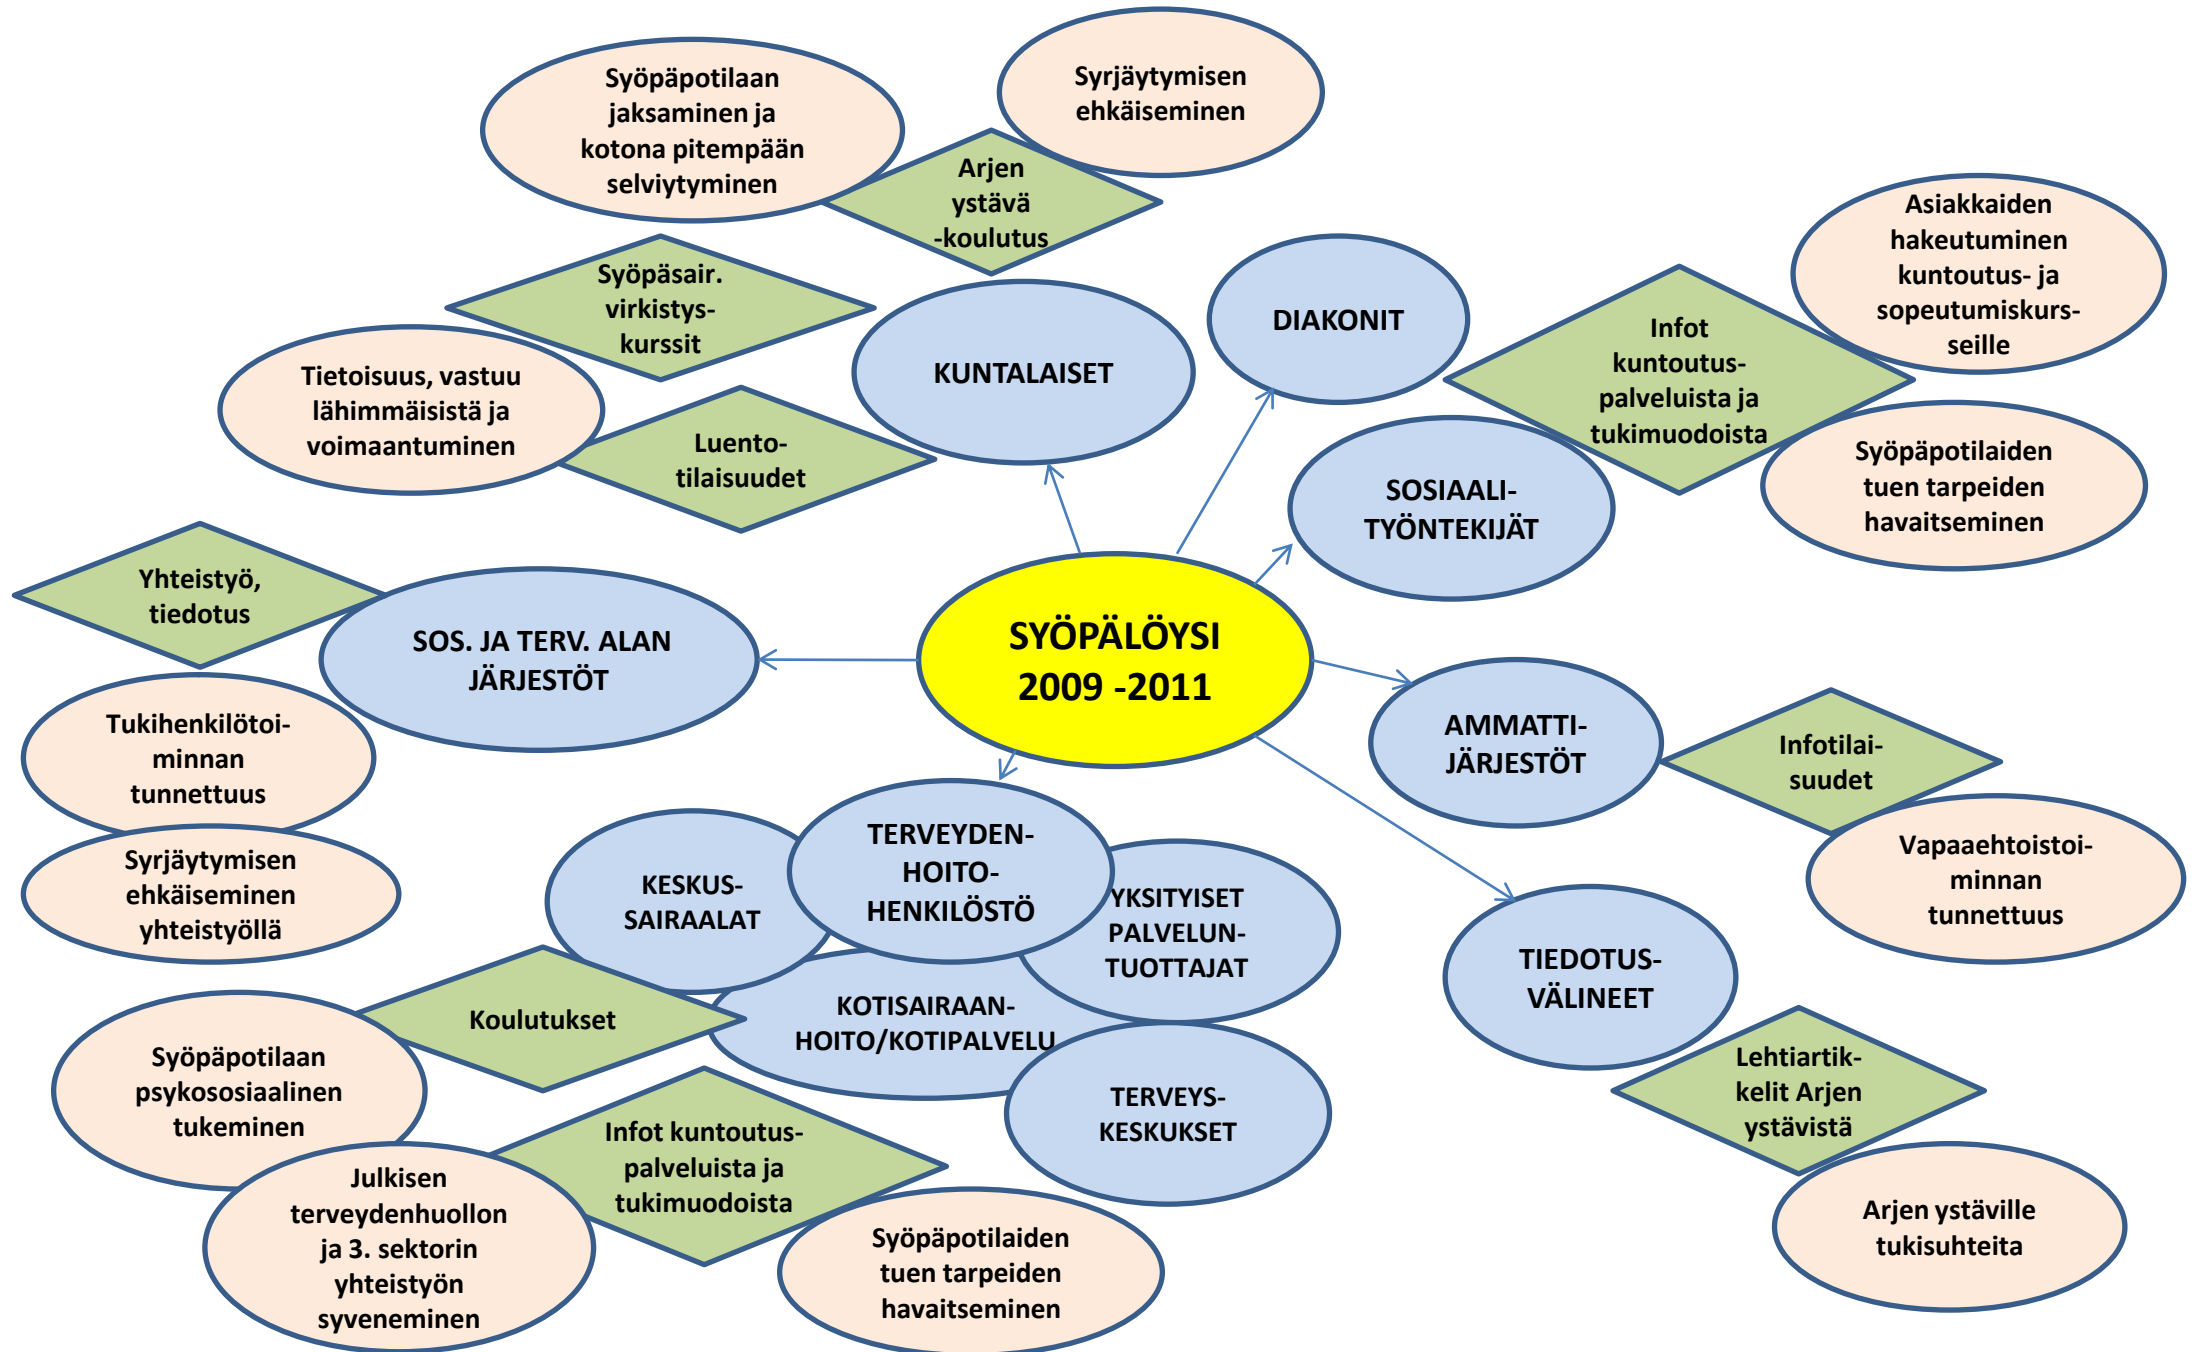 Syöpäpotilaan
jaksaminen ja
kotona pitempään
selviytyminen
Syrjäytymisen
ehkäiseminen
Arjen
ystävä
-koulutus
Syöpäsair.
virkistys-
kurssit
Tietoisuus, vastuu
lähimmäisistä ja
voimaantuminen
Luento-
tilaisuudet
KUNTALAISET
DIAKONIT
SOSIAALI-
TYÖNTEKIJÄT
Infot
kuntoutus-
palveluista ja
tukimuodoista
Asiakkaiden
hakeutuminen
kuntoutus- ja
sopeutumiskurs-
seille
Syöpäpotilaiden
tuen tarpeiden
havaitseminen
Yhteistyö,
tiedotus
SOS. JA TERV. ALAN
JÄRJESTÖT
Tukihenkilötoi-
minnan
tunnettuus
Syrjäytymisen
ehkäiseminen
yhteistyöllä
SYÖPÄLÖYSI
2009 -2011
AMMATTI-
JÄRJESTÖT
Infotilai-
suudet
Vapaaehtoistoi-
minnan
tunnettuus
TERVEYDEN-
HOITO-
HENKILÖSTÖ
KESKUS-
SAIRAALAT
YKSITYISET
PALVELUN-
TUOTTAJAT
KOTISAIRAAN-
HOITO/KOTIPALVELU
TERVEYS-
KESKUKSET
TIEDOTUS-
VÄLINEET
Lehtiartik-
kelit Arjen
ystävistä
Arjen ystäville
tukisuhteita
Koulutukset
Syöpäpotilaan
psykososiaalinen
tukeminen
Infot kuntoutus-
palveluista ja
tukimuodoista
Julkisen
terveydenhuollon
ja 3. sektorin
yhteistyön
syveneminen
Syöpäpotilaiden
tuen tarpeiden
havaitseminen